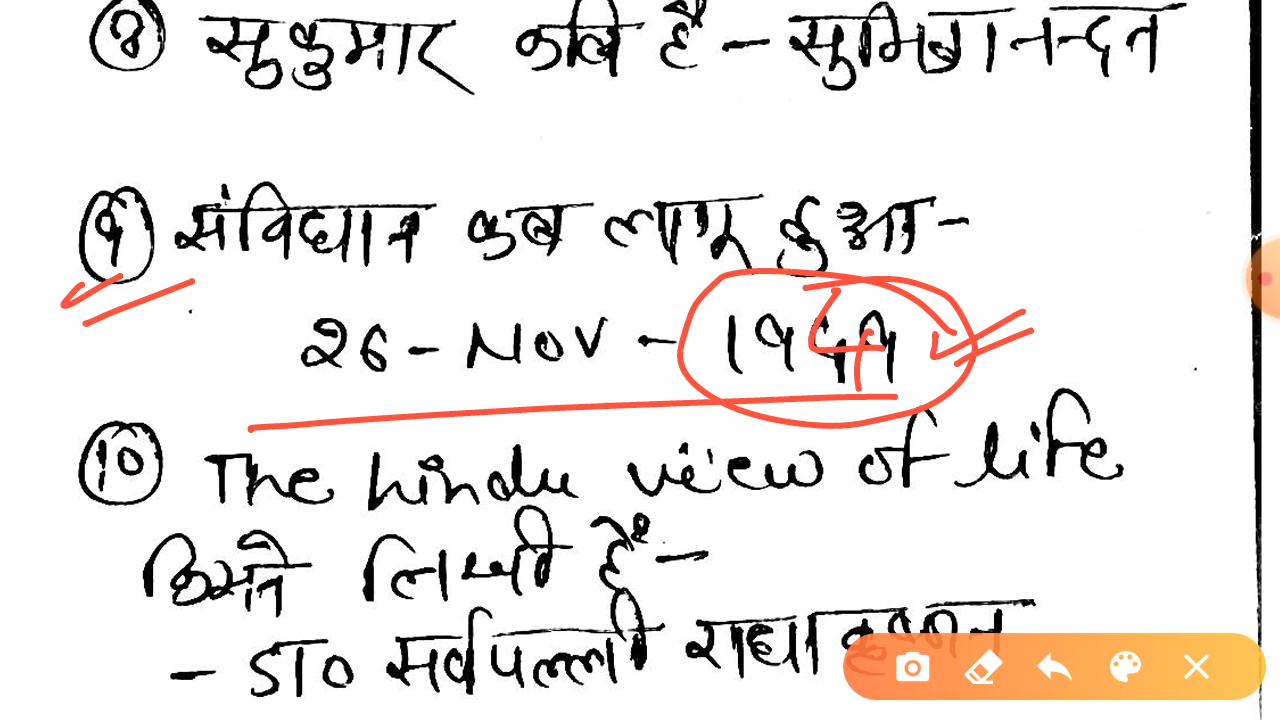 8 सुकुमार कवि है - सुमित्रानन्दन
9 संविधान कब लागू हुआ -
26 - NOV - 1949
10 The hindu view of life
किसने लिखी है -
- डा० सर्वपल्ली राधाकृष्णन